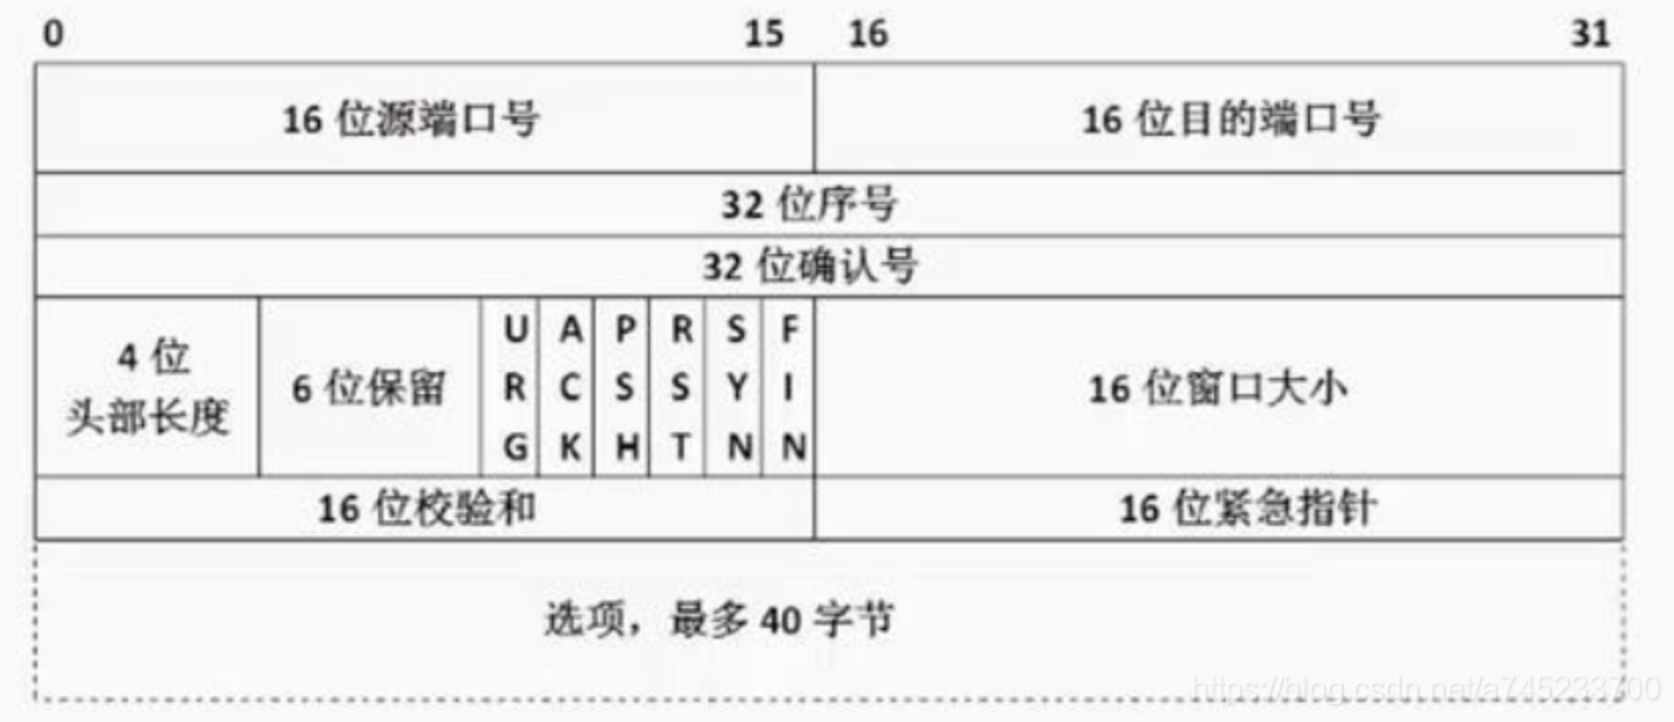 0 15 16 31
16 位源端口号 16 位目的端口号
32 位序号
32 位确认号
4 位
头部长度
6 位保留
URG
ACK
PSH
RST
SYN
FIN
16 位窗口大小
16 位校验和 16 位紧急指针
选项，最多 40 字节
https://blog.csdn.net/a745233700